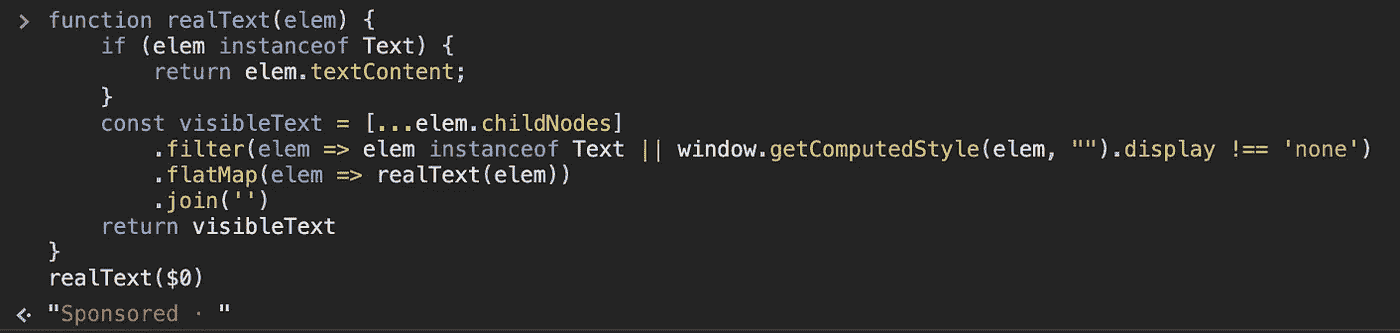 > function realText(elem) {
    if (elem instanceof Text) {
        return elem.textContent;
    }
    const visibleText = [...elem.childNodes]
        .filter(elem => elem instanceof Text || window.getComputedStyle(elem, "").display !== 'none')
        .flatMap(elem => realText(elem))
        .join('')
    return visibleText
}
realText($0)
"Sponsored · "